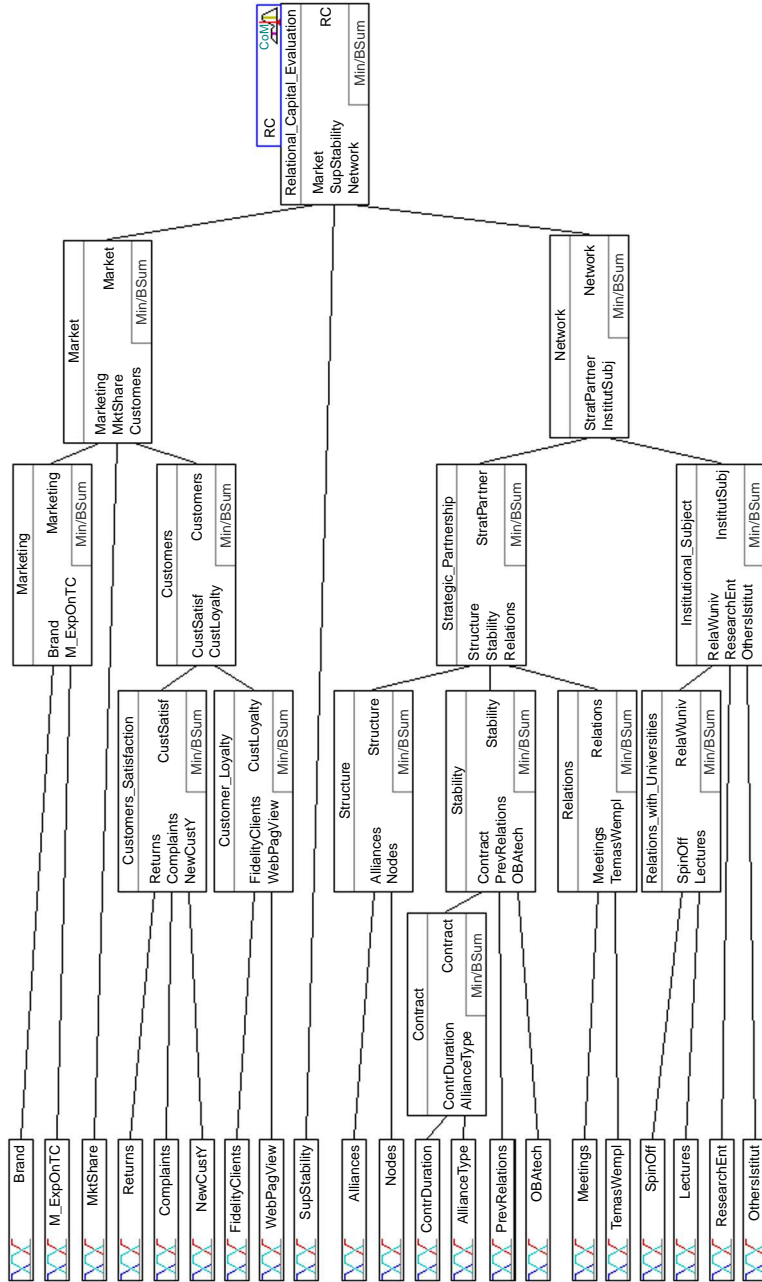 Brand
M_ExpOnTC
MktShare
Returns
Complaints
NewCustY
FidelityClients
WebPagView
SupStability
Alliances
Nodes
ContrDuration
AllianceType
PrevRelations
OBAtech
Meetings
TemasWempl
SpinOff
Lectures
ResearchEnt
OthersIstitut
Contract
ContrDuration
AllianceType
Contract
Min/BSum
Customers_Satisfaction
Returns
Complaints
NewCustY
CustSatisf
Min/BSum
Customer_Loyalty
FidelityClients
WebPagView
CustLoyalty
Min/BSum
Structure
Alliances
Nodes
Structure
Min/BSum
Stability
Contract
PrevRelations
OBAtech
Stability
Min/BSum
Relations
Meetings
TemasWempl
Relations
Min/BSum
Relations_with_Universities
SpinOff
Lectures
RelaWuniv
Min/BSum
Marketing
Brand
M_ExpOnTC
Marketing
Min/BSum
Customers
CustSatisf
CustLoyalty
Customers
Min/BSum
Strategic_Partnership
Structure
Stability
Relations
StratPartner
Min/BSum
Institutional_Subject
RelaWuniv
ResearchEnt
OthersIstitut
InstitutSubj
Min/BSum
Market
Marketing
MktShare
Customers
Market
Min/BSum
Network
StratPartner
InstitutSubj
Network
Min/BSum
RC
CoM
Relational_Capital_Evaluation
Market
SupStability
Network
RC
Min/BSum